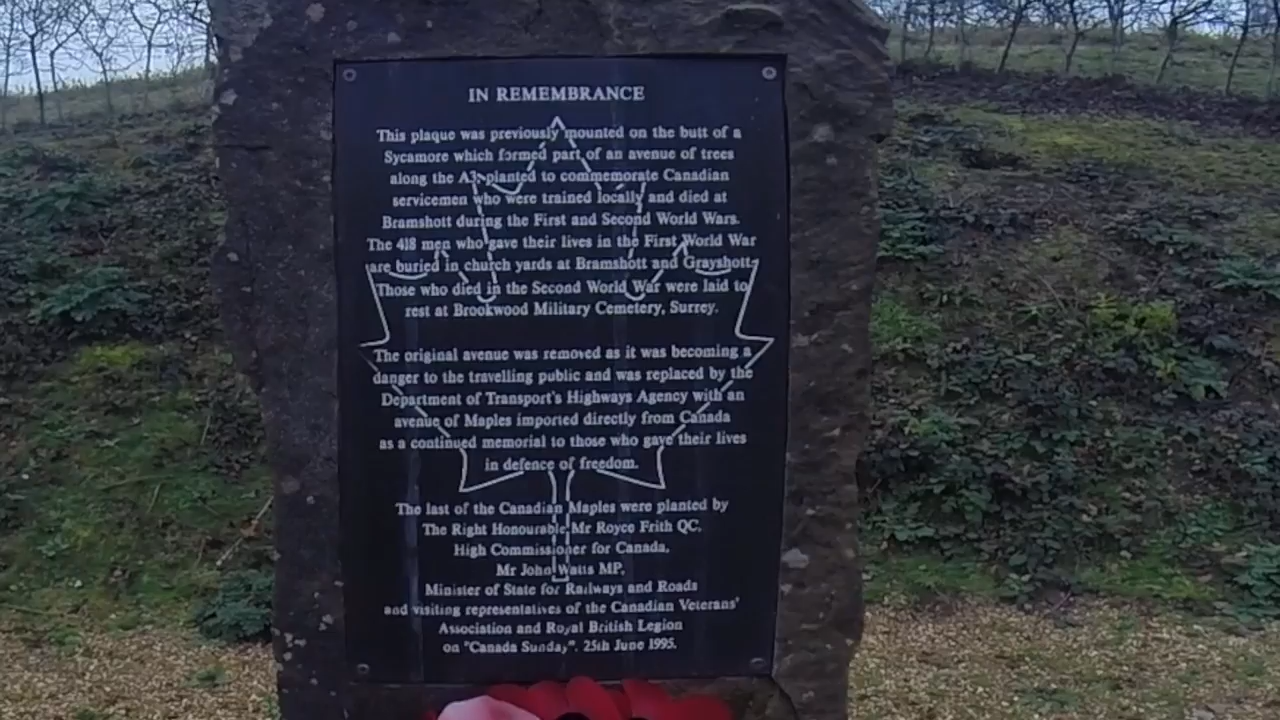 IN REMEMBRANCE
This plaque was previously mounted on the butt of a
Sycamore which formed part of an avenue of trees
along the A3, planted to commemorate Canadian
servicemen who were trained locally and died at
Bramshott during the First and Second World Wars.
The 418 men who gave their lives in the First World War
are buried in church yards at Bramshott and Grayshott.
Those who died in the Second World War were laid to
rest at Brookwood Military Cemetery, Surrey.
The original avenue was removed as it was becoming a
danger to the travelling public and was replaced by the
Department of Transport's Highways Agency with an
avenue of Maples imported directly from Canada
as a continued memorial to those who gave their lives
in defence of freedom.
The last of the Canadian Maples were planted by
The Right Honourable Mr Royce Frith QC,
High Commissioner for Canada,
Mr John Watts MP,
Minister of State for Railways and Roads
and visiting representatives of the Canadian Veterans'
Association and Royal British Legion
on "Canada Sunday", 25th June 1995.